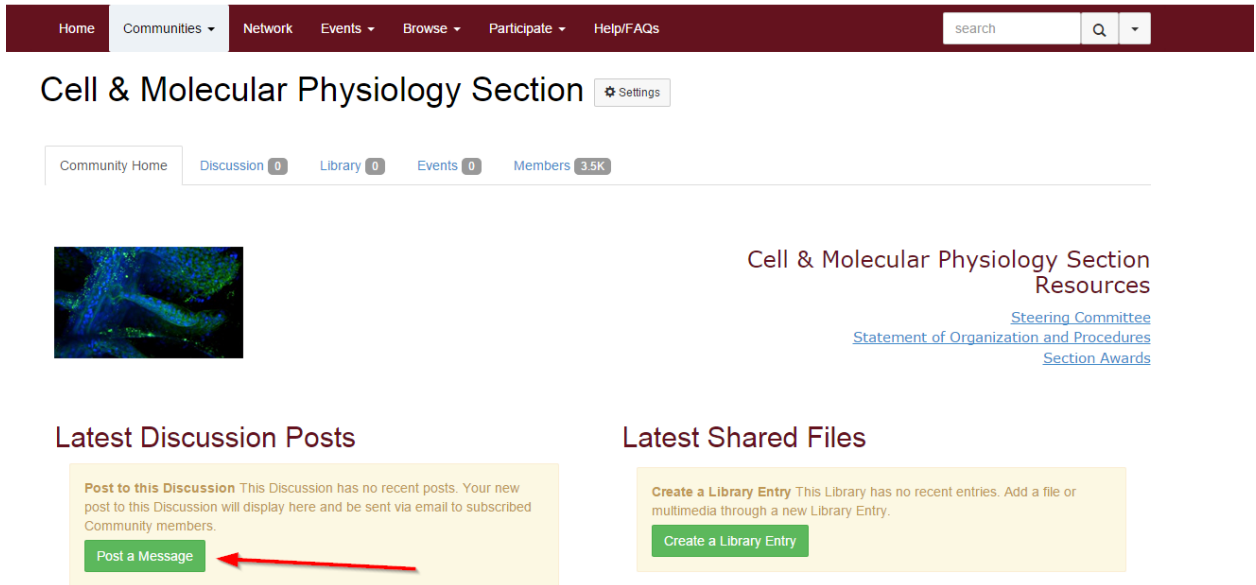 Home Communities Network Events Browse Participate Help/FAQs search
Cell & Molecular Physiology Section Settings
Community Home Discussion 0 Library 0 Events 0 Members 3.5K
Cell & Molecular Physiology Section
Resources
Steering Committee
Statement of Organization and Procedures
Section Awards
Latest Discussion Posts
Post to this Discussion This Discussion has no recent posts. Your new
post to this Discussion will display here and be sent via email to subscribed
Community members.
Post a Message
Latest Shared Files
Create a Library Entry This Library has no recent entries. Add a file or
multimedia through a new Library Entry.
Create a Library Entry